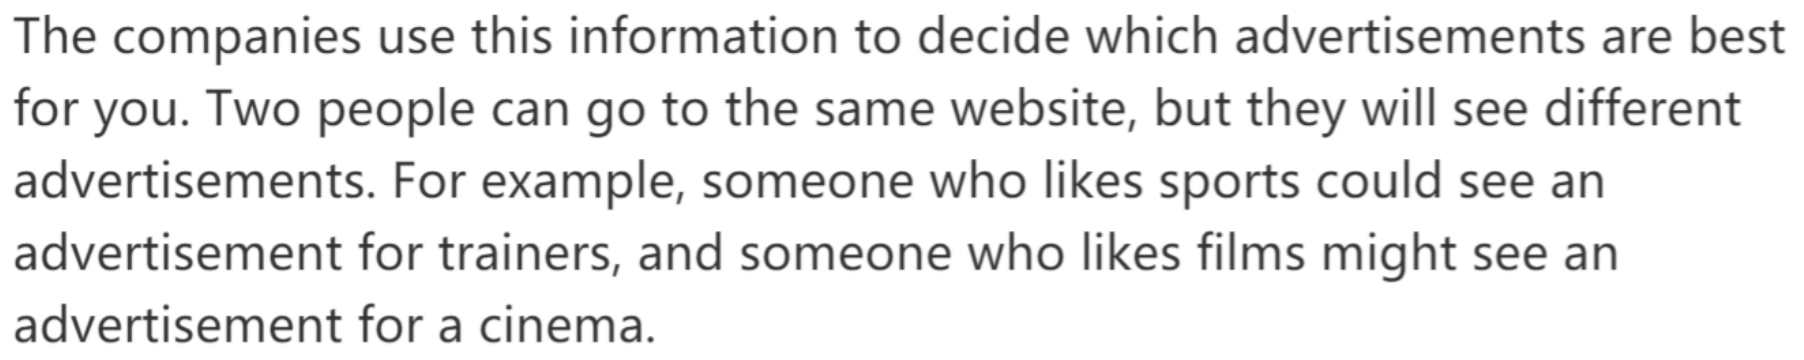 The companies use this information to decide which advertisements are best
for you. Two people can go to the same website, but they will see different
advertisements. For example, someone who likes sports could see an
advertisement for trainers, and someone who likes films might see an
advertisement for a cinema.